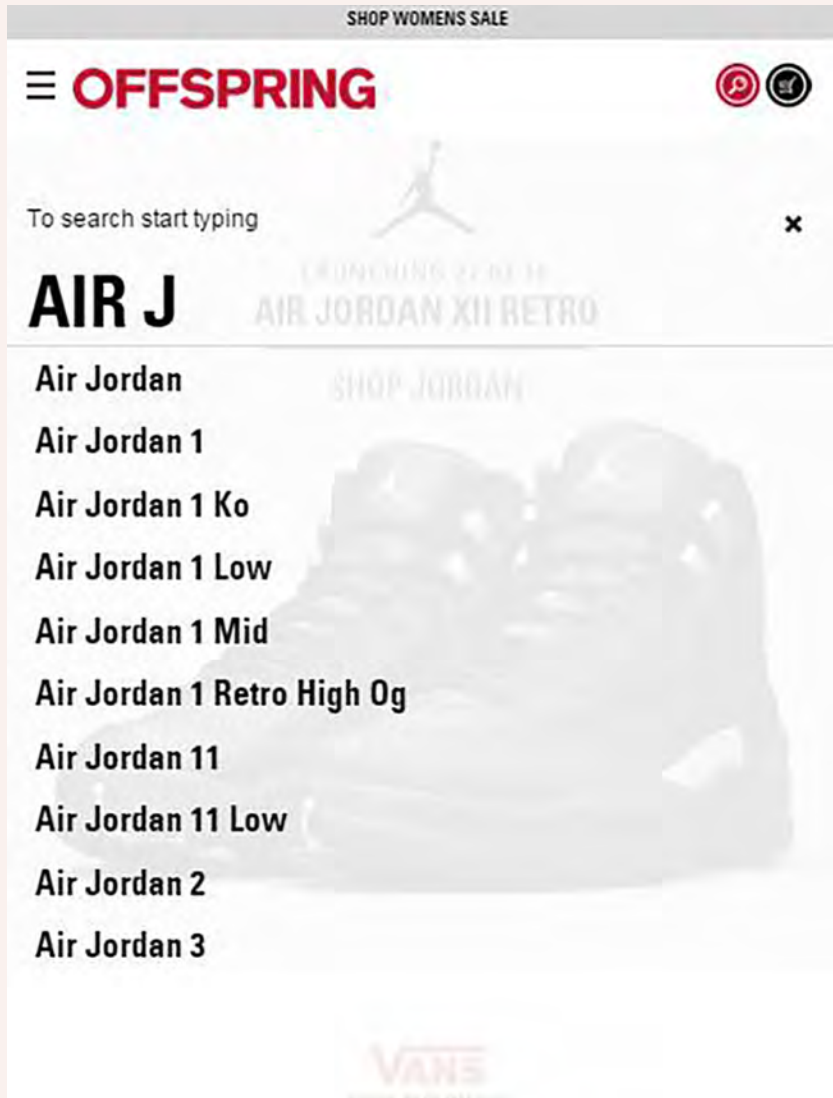 SHOP WOMENS SALE
OFFSPRING
To search start typing
AIR J
AIR JORDAN XII RETRO
SHOP JORDAN
Air Jordan
Air Jordan 1
Air Jordan 1 Ko
Air Jordan 1 Low
Air Jordan 1 Mid
Air Jordan 1 Retro High Og
Air Jordan 11
Air Jordan 11 Low
Air Jordan 2
Air Jordan 3
VANS